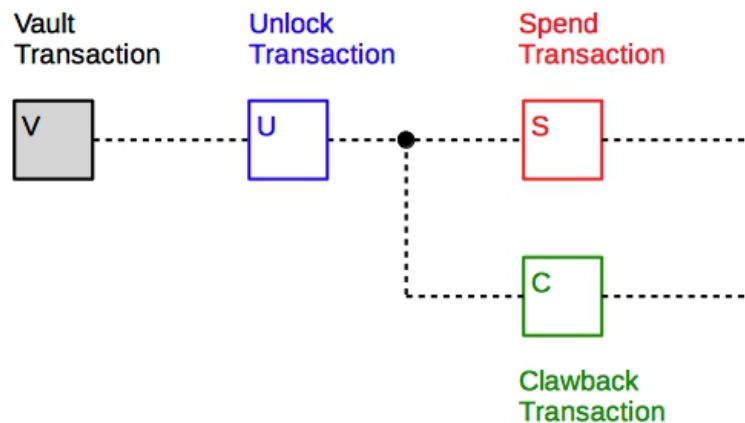 Vault
Transaction
Unlock
Transaction
Spend
Transaction
V
U
S
C
Clawback
Transaction